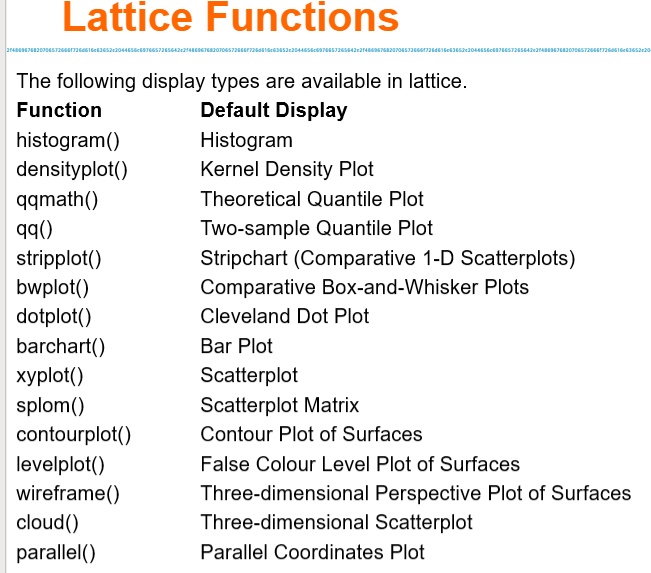 Lattice Functions
The following display types are available in lattice.
Function Default Display
histogram() Histogram
densityplot() Kernel Density Plot
qqmath() Theoretical Quantile Plot
qq() Two-sample Quantile Plot
stripplot() Stripchart (Comparative 1-D Scatterplots)
bwplot() Comparative Box-and-Whisker Plots
dotplot() Cleveland Dot Plot
barchart() Bar Plot
xyplot() Scatterplot
splom() Scatterplot Matrix
contourplot() Contour Plot of Surfaces
levelplot() False Colour Level Plot of Surfaces
wireframe() Three-dimensional Perspective Plot of Surfaces
cloud() Three-dimensional Scatterplot
parallel() Parallel Coordinates Plot